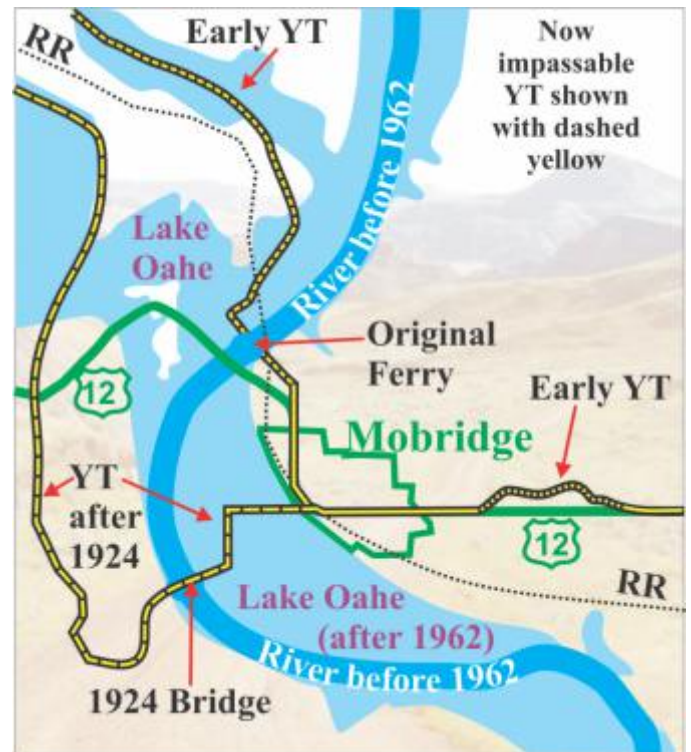 RR
Early YT
Now
impassable
YT shown
with dashed
yellow
River before 1962
Lake
Oahe
Original
Ferry
12
Early YT
Mobridge
YT
after
1924
12
RR
Lake Oahe
(after 1962)
River before 1962
1924 Bridge